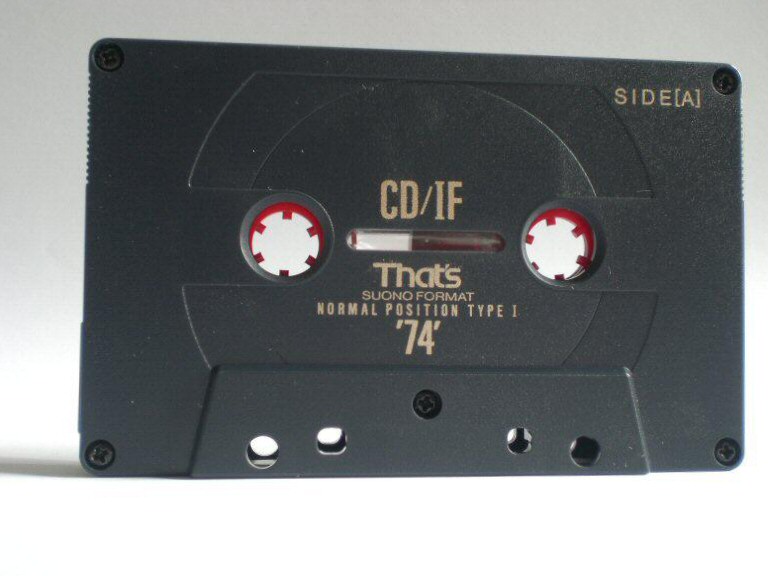 SIDE[A]
CD/IF
That's
SUONO FORMAT
NORMAL POSITION TYPE I
'74'